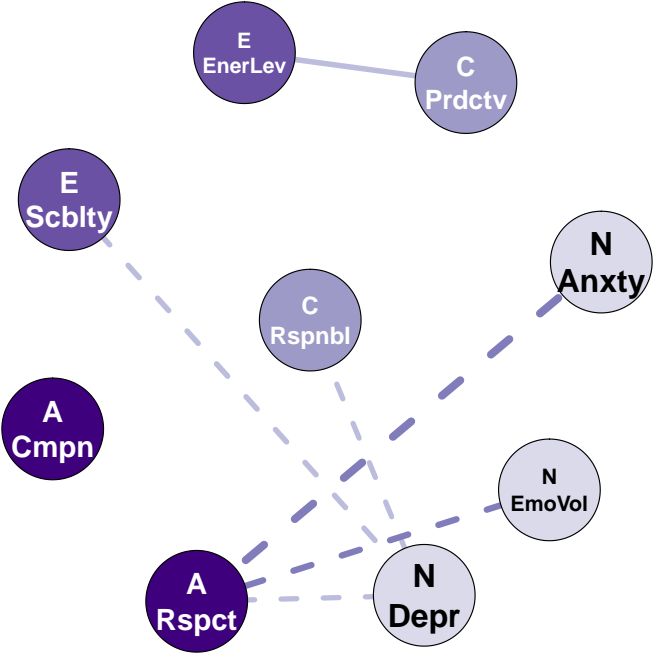 E
EnerLev
C
Prdctv
E
Scblty
N
Anxty
C
Rspnbl
A
Cmpn
N
EmoVol
A
Rspct
N
Depr